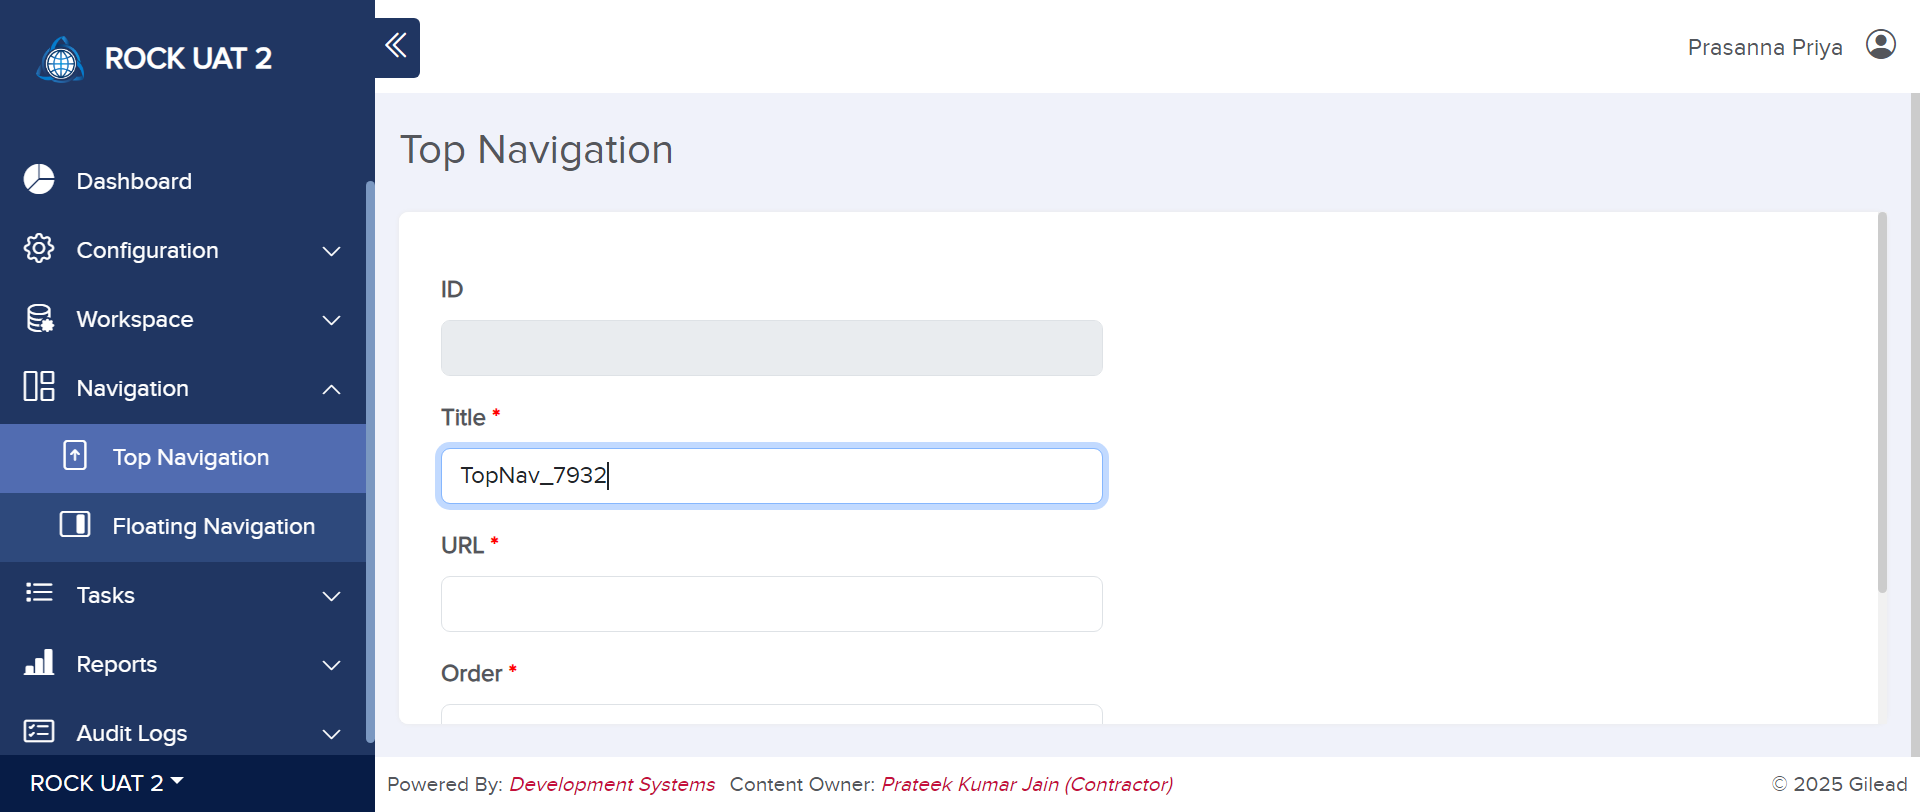 ROCK UAT 2
Prasanna Priya
Dashboard
Configuration
Workspace
Navigation
Top Navigation
Floating Navigation
Tasks
Reports
Audit Logs
ROCK UAT 2
Top Navigation
ID
Title *
TopNav_7932
URL *
Order *
Powered By: Development Systems Content Owner: Prateek Kumar Jain (Contractor)
© 2025 Gilead